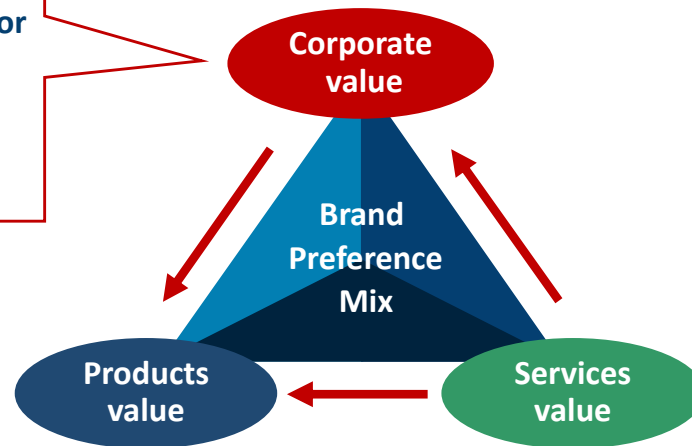 or
Corporate
value
Brand
Preference
Mix
Products
value
Services
value